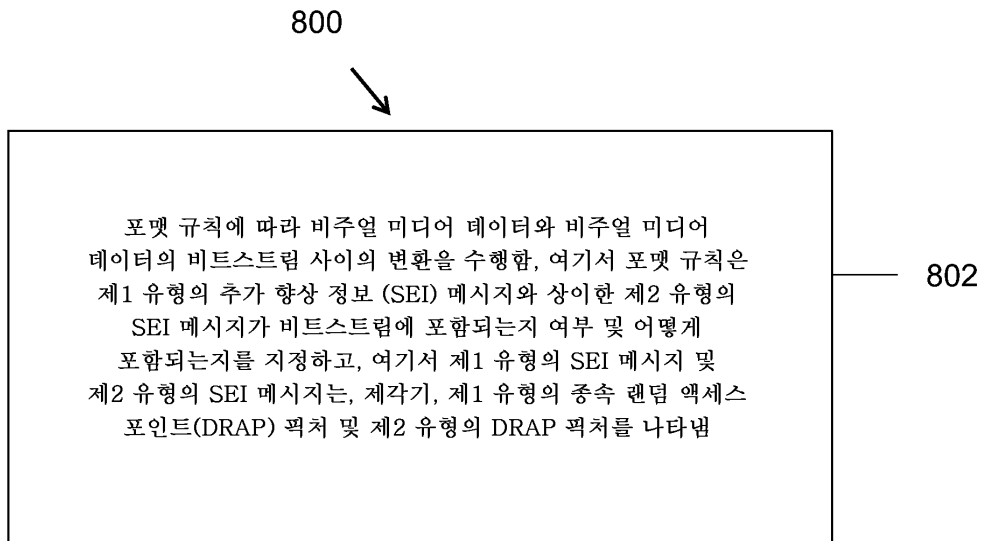 800
포맷 규칙에 따라 비주얼 미디어 데이터와 비주얼 미디어
데이터의 비트스트림 사이의 변환을 수행함, 여기서 포맷 규칙은
제1 유형의 추가 향상 정보 (SEI) 메시지와 상이한 제2 유형의
SEI 메시지가 비트스트림에 포함되는지 여부 및 어떻게
포함되는지를 지정하고, 여기서 제1 유형의 SEI 메시지 및
제2 유형의 SEI 메시지는, 제각기, 제1 유형의 종속 랜덤 액세스
포인트(DRAP) 픽처 및 제2 유형의 DRAP 픽처를 나타냄
802